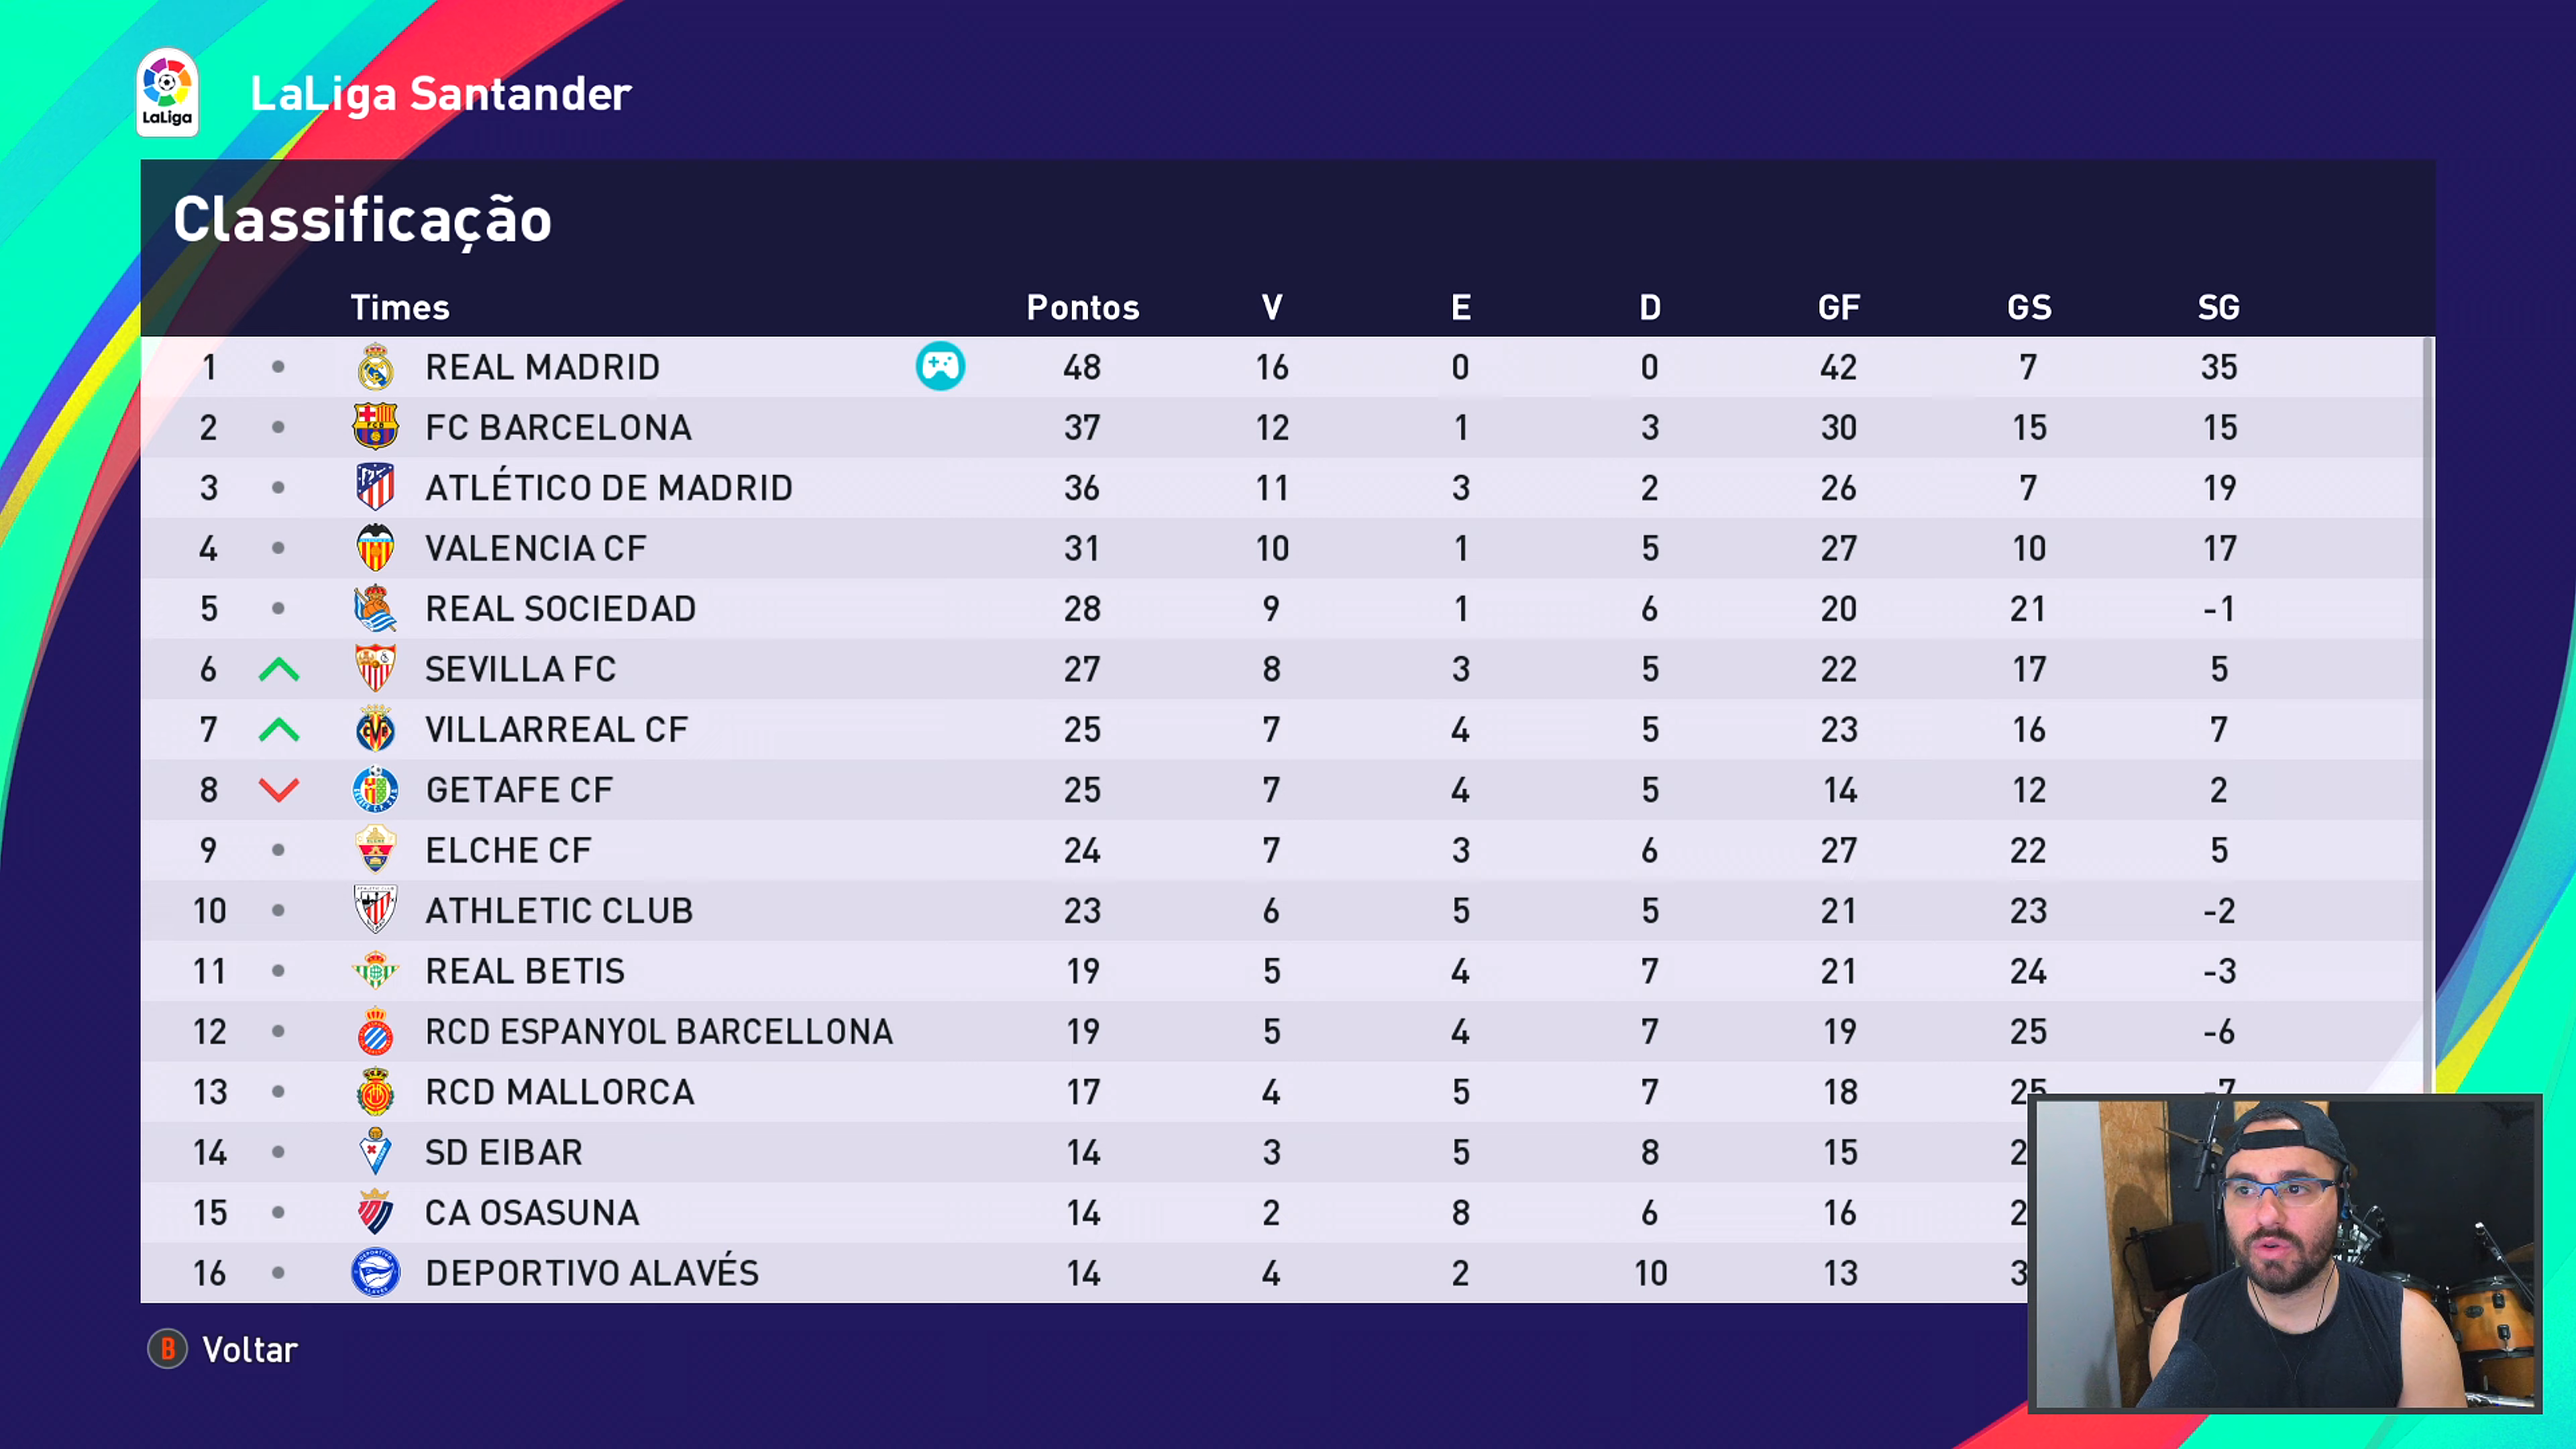 LaLiga
LaLiga Santander
Classificação
Times Pontos V E D GF GS SG
1 REAL MADRID 48 16 0 0 42 7 35
2 FC BARCELONA 37 12 1 3 30 15 15
3 ATLÉTICO DE MADRID 36 11 3 2 26 7 19
4 VALENCIA CF 31 10 1 5 27 10 17
5 REAL SOCIEDAD 28 9 1 6 20 21 -1
6 SEVILLA FC 27 8 3 5 22 17 5
7 VILLARREAL CF 25 7 4 5 23 16 7
8 GETAFE CF 25 7 4 5 14 12 2
9 ELCHE CF 24 7 3 6 27 22 5
10 ATHLETIC CLUB 23 6 5 5 21 23 -2
11 REAL BETIS 19 5 4 7 21 24 -3
12 RCD ESPANYOL BARCELLONA 19 5 4 7 19 25 -6
13 RCD MALLORCA 17 4 5 7 18 25 -7
14 SD EIBAR 14 3 5 8 15
15 CA OSASUNA 14 2 8 6 16
16 DEPORTIVO ALAVÉS 14 4 2 10 13
B Voltar